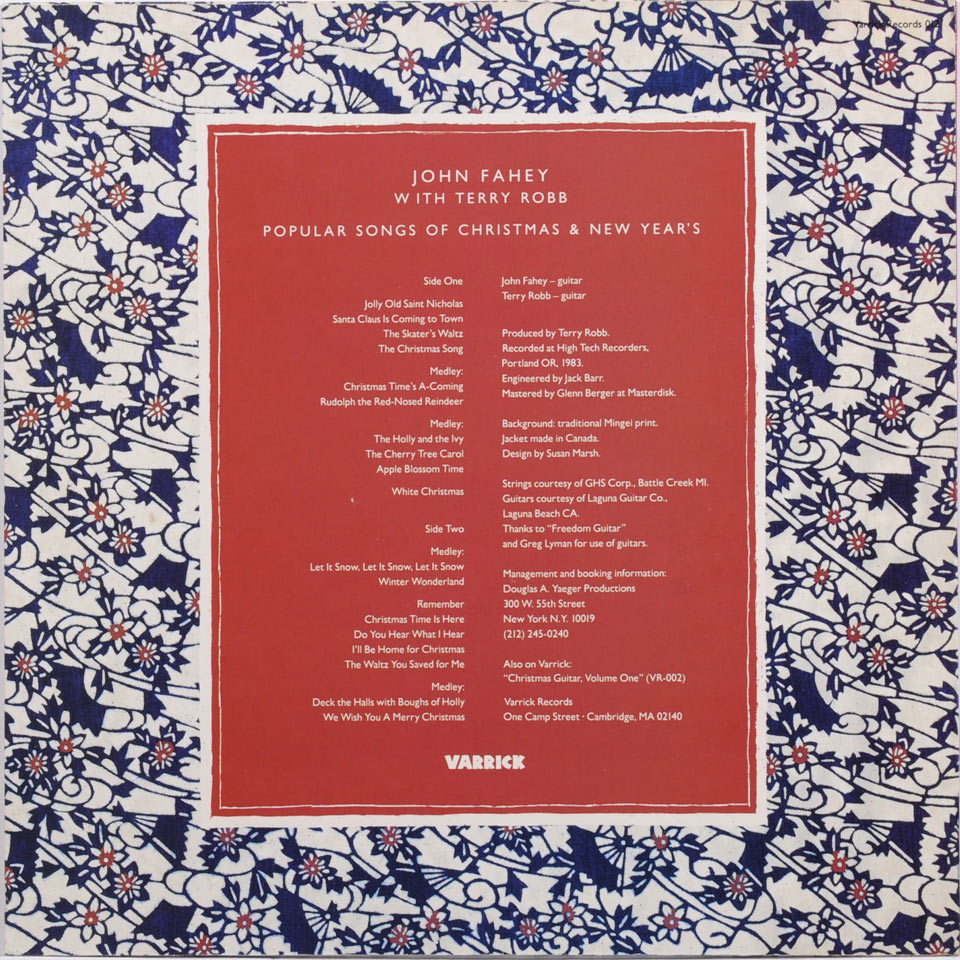 Varrick Records
JOHN FAHEY
WITH TERRY ROBB
POPULAR SONGS OF CHRISTMAS & NEW YEAR'S
Side One
Jolly Old Saint Nicholas
Santa Claus Is Coming to Town
The Skater's Waltz
The Christmas Song
Medley:
Christmas Time's A-Coming
Rudolph the Red-Nosed Reindeer
Medley:
The Holly and the Ivy
The Cherry Tree Carol
Apple Blossom Time
White Christmas
Side Two
Medley:
Let It Snow, Let It Snow, Let It Snow
Winter Wonderland
Remember
Christmas Time Is Here
Do You Hear What I Hear
I'll Be Home for Christmas
The Waltz You Saved for Me
Medley:
Deck the Halls with Boughs of Holly
We Wish You A Merry Christmas
John Fahey – guitar
Terry Robb – guitar
Produced by Terry Robb.
Recorded at High Tech Recorders,
Portland OR, 1983.
Engineered by Jack Barr.
Mastered by Glenn Berger at Masterdisk.
Background: traditional Mingei print.
Jacket made in Canada.
Design by Susan Marsh.
Strings courtesy of GHS Corp., Battle Creek MI.
Guitars courtesy of Laguna Guitar Co.,
Laguna Beach CA.
Thanks to "Freedom Guitar"
and Greg Lyman for use of guitars.
Management and booking information:
Douglas A. Yaeger Productions
300 W. 55th Street
New York N.Y. 10019
(212) 245-0240
Also on Varrick:
"Christmas Guitar, Volume One" (VR-002)
Varrick Records
One Camp Street · Cambridge, MA 02140
VARRICK